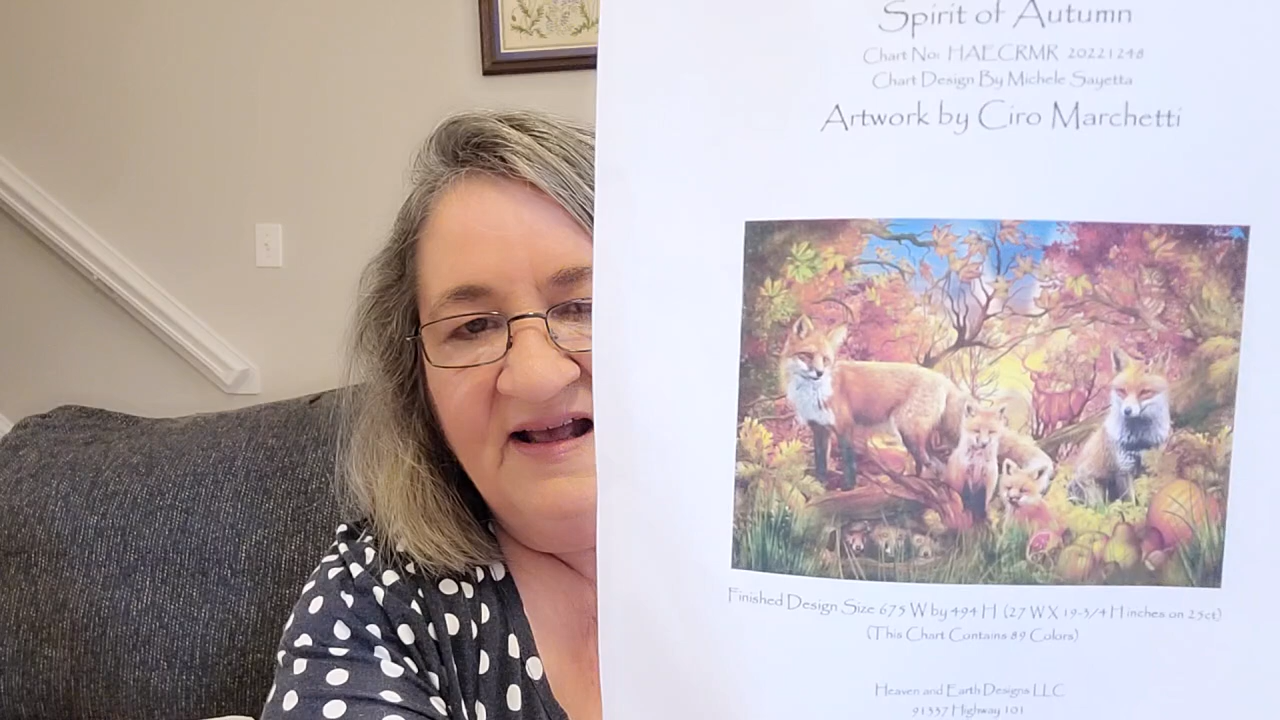 Spirit of Autumn
Chart No: HAECRMR 20221248
Chart Design By Michele Sayetta
Artwork by Ciro Marchetti
Finished Design Size 675 W by 494 H (27 W X 19-3/4 H inches on 25ct)
(This Chart Contains 89 Colors)
Heaven and Earth Designs LLC
91337 Highway 101